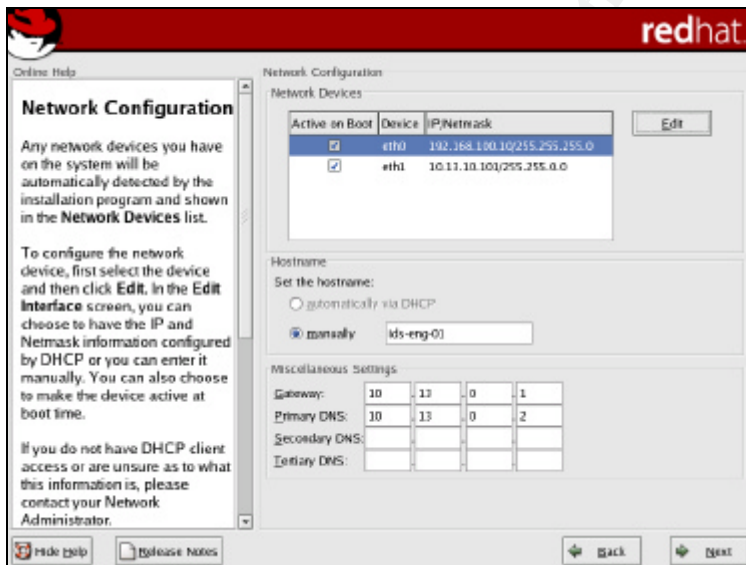 redhat.
Online Help
Network Configuration
Any network devices you have
on the system will be
automatically detected by the
installation program and shown
in the Network Devices list.
To configure the network
device, first select the device
and then click Edit. In the Edit
Interface screen, you can
choose to have the IP and
Netmask information configured
by DHCP or you can enter it
manually. You can also choose
to make the device active at
boot time.
If you do not have DHCP client
access or are unsure as to what
this information is, please
contact your Network
Administrator.
Network Configuration
Network Devices
Active on Boot Device IP/Netmask
eth0 192.168.100.10/255.255.255.0
eth1 10.13.10.101/255.255.0.0
Edit
Hostname
Set the hostname:
automatically via DHCP
manually ids-eng-01
Miscellaneous Settings
Gateway: 10 . 13 . 0 . 1
Primary DNS: 10 . 13 . 0 . 2
Secondary DNS: . . .
Tertiary DNS: . . .
Hide Help
Release Notes
Back
Next